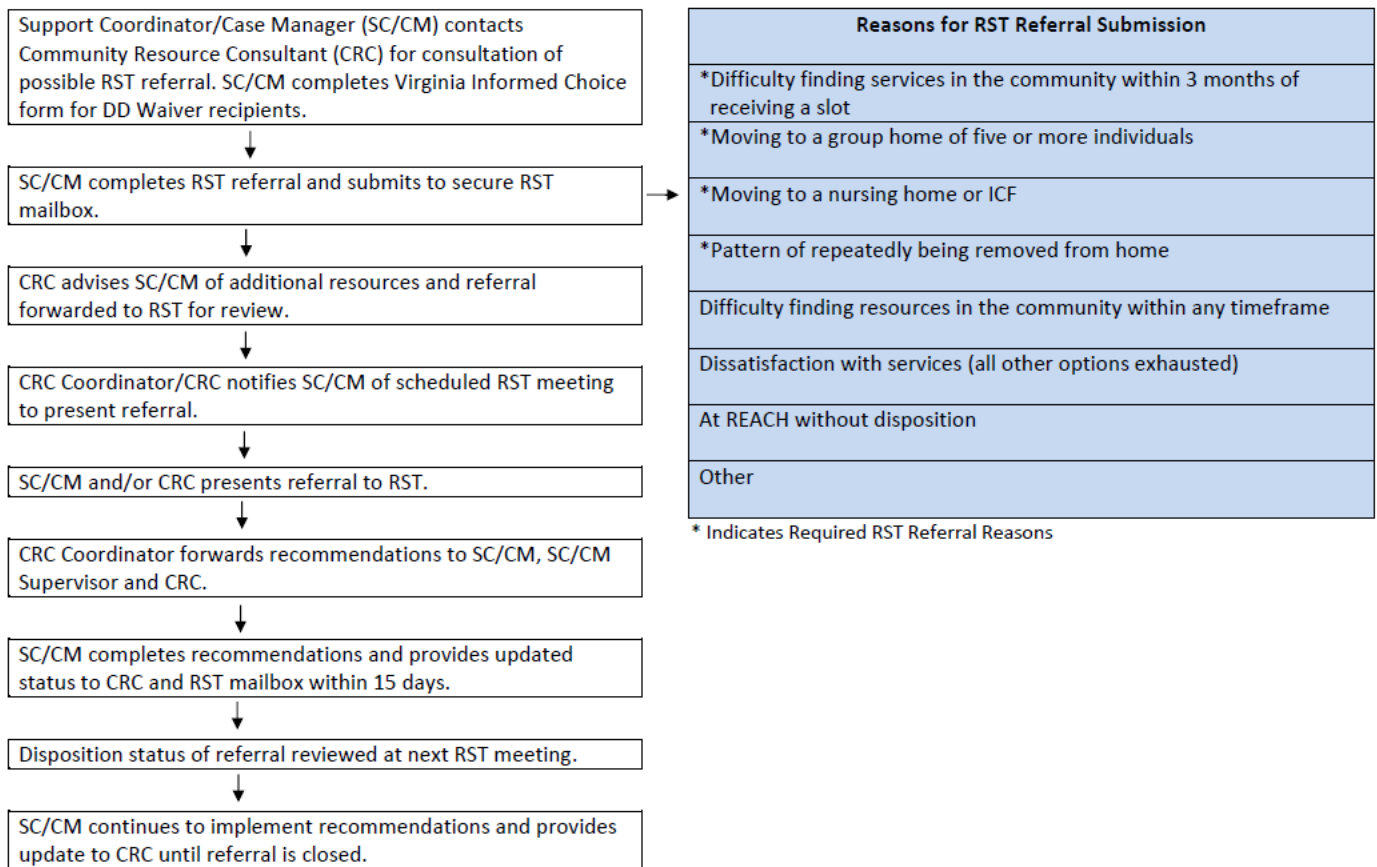 Support Coordinator/Case Manager (SC/CM) contacts
Community Resource Consultant (CRC) for consultation of
possible RST referral. SC/CM completes Virginia Informed Choice
form for DD Waiver recipients.
SC/CM completes RST referral and submits to secure RST
mailbox.
CRC advises SC/CM of additional resources and referral
forwarded to RST for review.
CRC Coordinator/CRC notifies SC/CM of scheduled RST meeting
to present referral.
SC/CM and/or CRC presents referral to RST.
CRC Coordinator forwards recommendations to SC/CM, SC/CM
Supervisor and CRC.
SC/CM completes recommendations and provides updated
status to CRC and RST mailbox within 15 days.
Disposition status of referral reviewed at next RST meeting.
SC/CM continues to implement recommendations and provides
update to CRC until referral is closed.
Reasons for RST Referral Submission
*Difficulty finding services in the community within 3 months of
receiving a slot
*Moving to a group home of five or more individuals
*Moving to a nursing home or ICF
*Pattern of repeatedly being removed from home
Difficulty finding resources in the community within any timeframe
Dissatisfaction with services (all other options exhausted)
At REACH without disposition
Other
* Indicates Required RST Referral Reasons